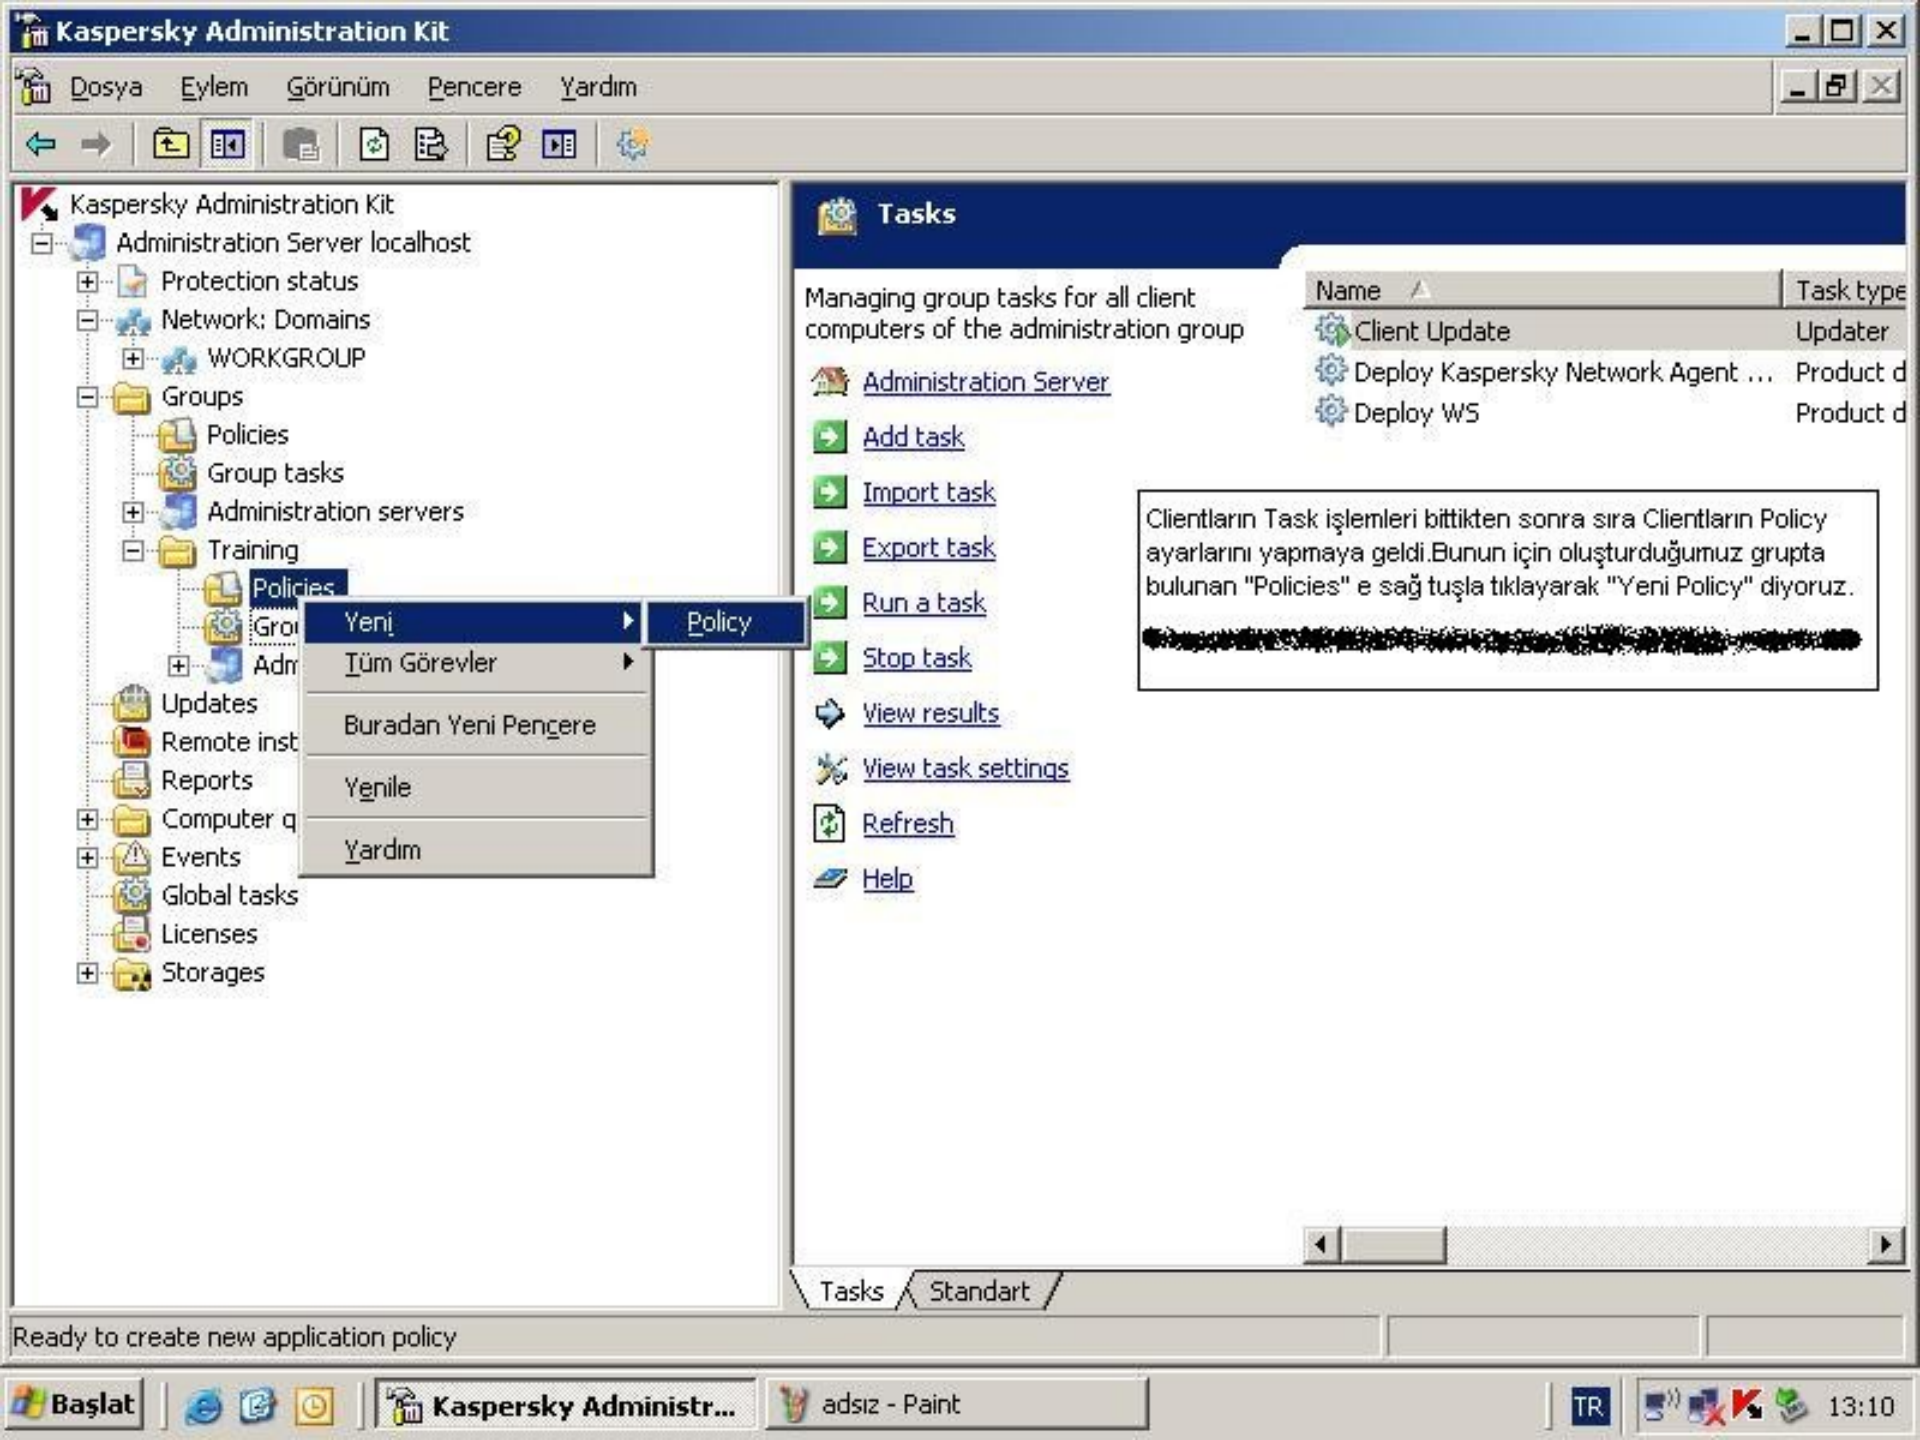 Kaspersky Administration Kit
Dosya Eylem Görünüm Pencere Yardım
Kaspersky Administration Kit
Administration Server localhost
Protection status
Network: Domains
WORKGROUP
Groups
Policies
Group tasks
Administration servers
Training
Policies
Grou
Adm
Updates
Remote inst
Reports
Computer q
Events
Global tasks
Licenses
Storages
Yeni
Policy
Tüm Görevler
Buradan Yeni Pencere
Yenile
Yardım
Tasks
Managing group tasks for all client
computers of the administration group
Administration Server
Add task
Import task
Export task
Run a task
Stop task
View results
View task settings
Refresh
Help
Name Task type
Client Update Updater
Deploy Kaspersky Network Agent ... Product d
Deploy WS Product d
Clientların Task işlemleri bittikten sonra sıra Clientların Policy
ayarlarını yapmaya geldi.Bunun için oluşturduğumuz grupta
bulunan "Policies" e sağ tuşla tıklayarak "Yeni Policy" diyoruz.
Tasks Standart
Ready to create new application policy
Başlat Kaspersky Administr... adsız - Paint TR 13:10